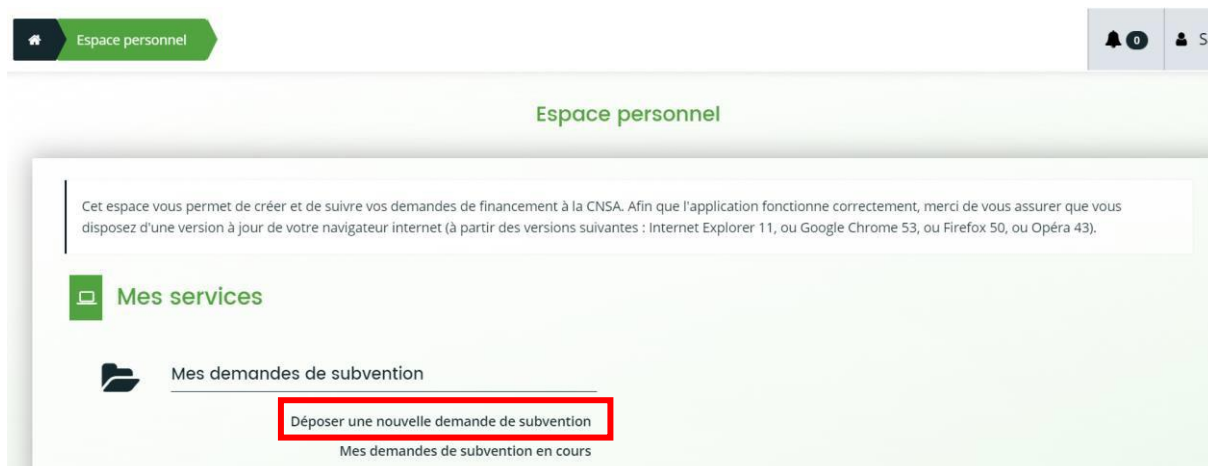 Espace personnel
0
S
Espace personnel
Cet espace vous permet de créer et de suivre vos demandes de financement à la CNSA. Afin que l'application fonctionne correctement, merci de vous assurer que vous
disposez d'une version à jour de votre navigateur internet (à partir des versions suivantes : Internet Explorer 11, ou Google Chrome 53, ou Firefox 50, ou Opéra 43).
Mes services
Mes demandes de subvention
Déposer une nouvelle demande de subvention
Mes demandes de subvention en cours